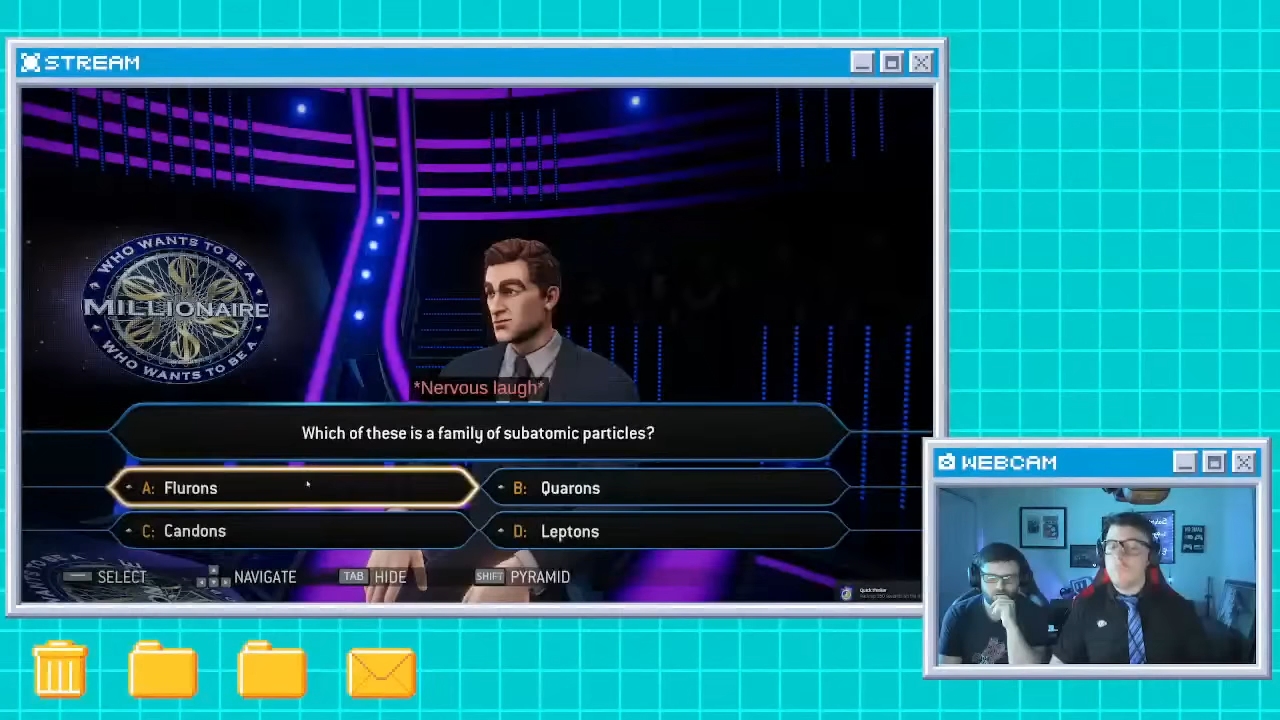 STREAM
WHO WANTS TO BE A
MILLIONAIRE
WHO WANTS TO BE A
*Nervous laugh*
Which of these is a family of subatomic particles?
A: Flurons
B: Quarons
C: Candons
D: Leptons
SELECT
NAVIGATE
TAB HIDE
SHIFT PYRAMID
WEBCAM